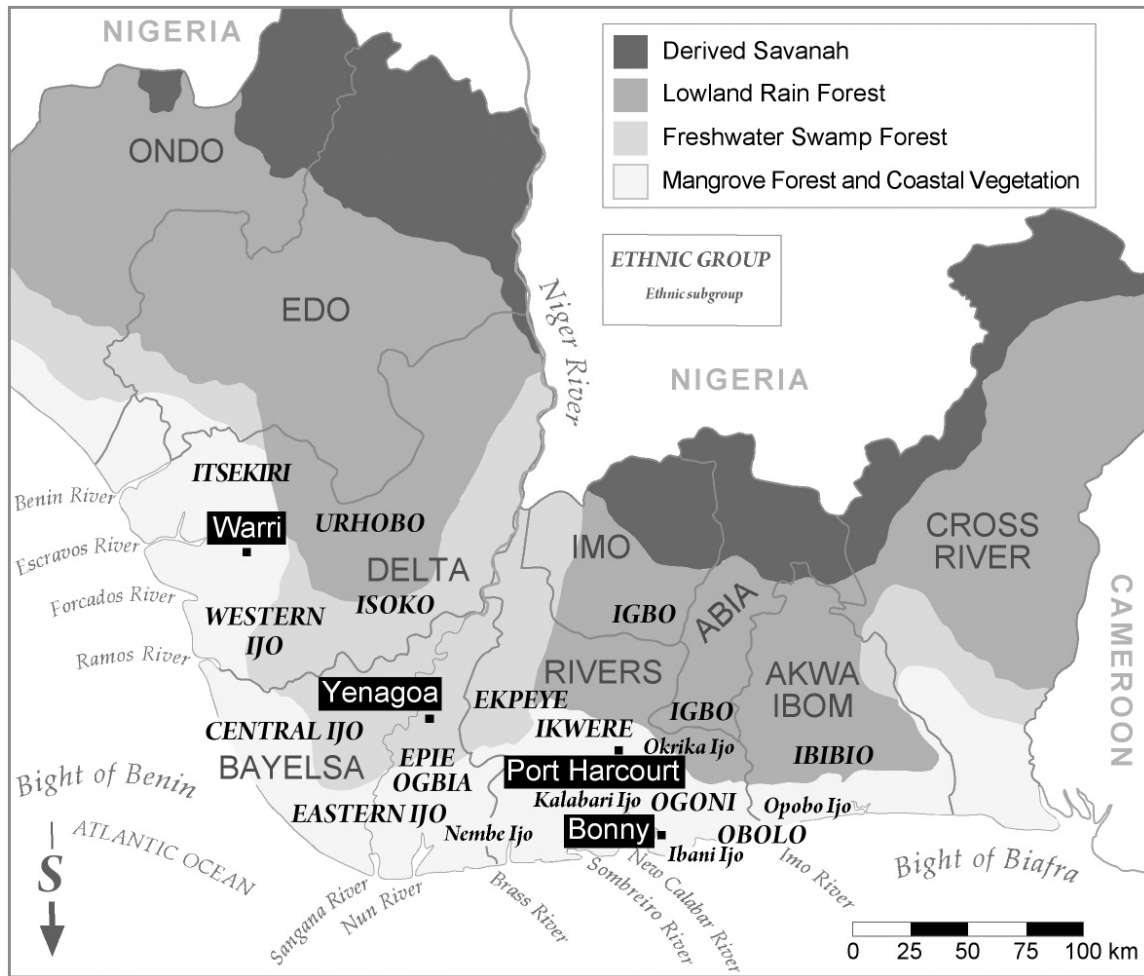 NIGERIA
Derived Savanah
Lowland Rain Forest
Freshwater Swamp Forest
Mangrove Forest and Coastal Vegetation
ONDO
ETHNIC GROUP
Ethnic subgroup
EDO
Niger River
NIGERIA
ITSEKIRI
Benin River
Warri
URHOBO
Escravos River
IMO
CROSS
RIVER
DELTA
Forcados River
ISOKO
WESTERN
IJO
IGBO
ABIA
CAMEROON
Ramos River
RIVERS
AKWA
IBOM
Yenagoa
EKPEYE
IGBO
CENTRAL IJO
IKWERE
Okrika Ijo
EPIE
OGBIA
IBIBIO
BAYELSA
Port Harcourt
Bight of Benin
Kalabari Ijo
OGONI
Opobo Ijo
EASTERN IJO
Nembe Ijo
Bonny
OBOLO
Ibani Ijo
ATLANTIC OCEAN
Bight of Biafra
S
Sangana River
Nun River
Brass River
Sombreiro River
New Calabar River
Imo River
0 25 50 75 100 km